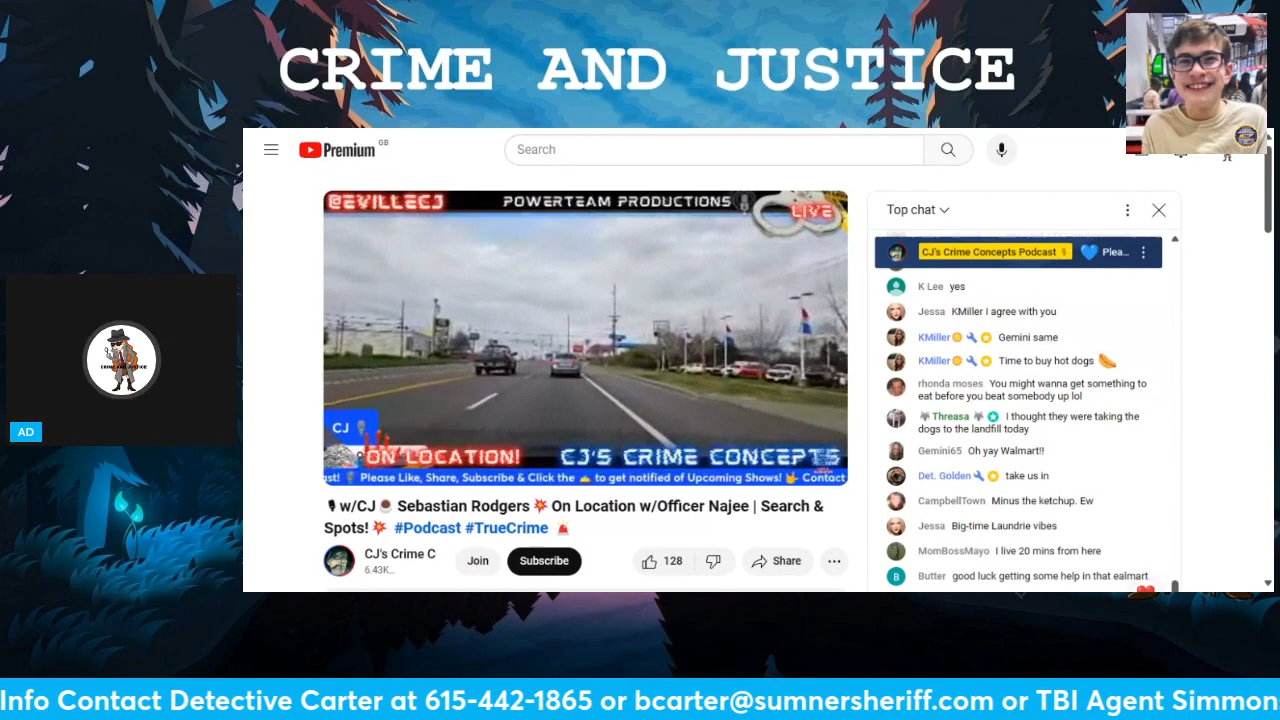 CRIME AND JUSTICE
Premium GB
Search
@EVILLECJ
POWERTEAM PRODUCTIONS
LIVE
CJ
ON LOCATION!
CJ'S CRIME CONCEPTS
ast! Please Like, Share, Subscribe & Click the to get notified of Upcoming Shows! Contact
w/CJ Sebastian Rodgers On Location w/Officer Najee | Search &
Spots! #Podcast #TrueCrime
CJ's Crime C
6.43K...
Join
Subscribe
128
Share
Top chat
CJ's Crime Concepts Podcast Plea...
K Lee yes
Jessa KMiller I agree with you
KMiller Gemini same
KMiller Time to buy hot dogs
rhonda moses You might wanna get something to
eat before you beat somebody up lol
Threasa I thought they were taking the
dogs to the landfill today
Gemini65 Oh yay Walmart!!
Det. Golden take us in
CampbellTown Minus the ketchup. Ew
Jessa Big-time Laundrie vibes
MomBossMayo I live 20 mins from here
Butter good luck getting some help in that ealmart
CRIME AND JUSTICE
AD
Info Contact Detective Carter at 615-442-1865 or bcarter@sumnersheriff.com or TBI Agent Simmon